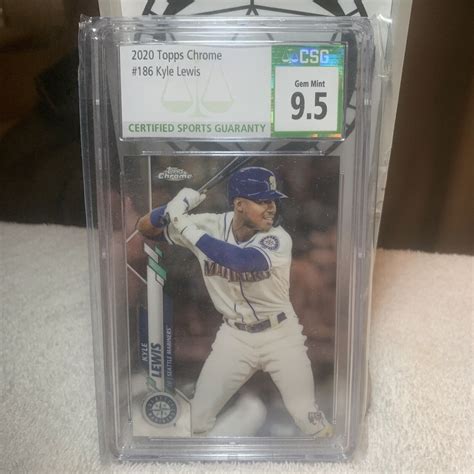 2020 Topps Chrome
#186 Kyle Lewis
CSG
Gem Mint
9.5
CERTIFIED SPORTS GUARANTY
Topps
Chrome
MARINERS
KYLE
LEWIS
SEATTLE MARINERS